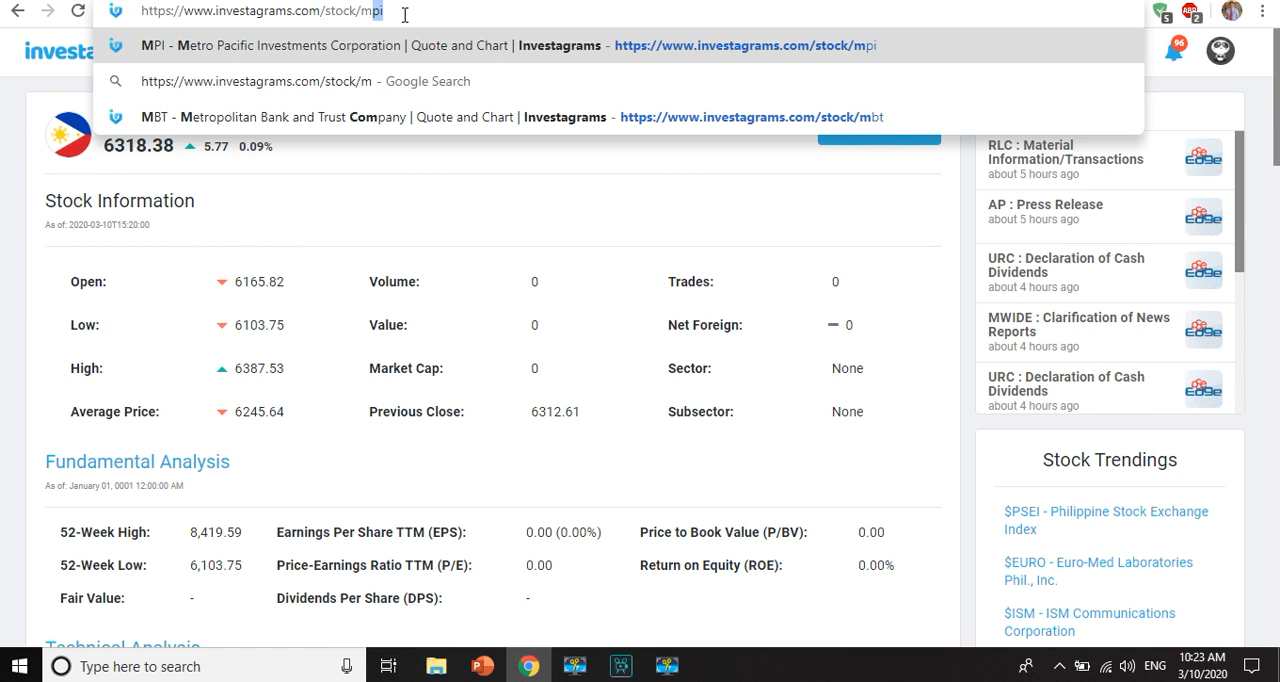 https://www.investagrams.com/stock/mpi
5
2
MPI - Metro Pacific Investments Corporation | Quote and Chart | Investagrams - https://www.investagrams.com/stock/mpi
https://www.investagrams.com/stock/m - Google Search
MBT - Metropolitan Bank and Trust Company | Quote and Chart | Investagrams - https://www.investagrams.com/stock/mbt
investa
96
6318.38 5.77 0.09%
Stock Information
As of: 2020-03-10T15:20:00
Open: 6165.82 Volume: 0 Trades: 0
Low: 6103.75 Value: 0 Net Foreign: 0
High: 6387.53 Market Cap: 0 Sector: None
Average Price: 6245.64 Previous Close: 6312.61 Subsector: None
Fundamental Analysis
As of: January 01, 0001 12:00:00 AM
52-Week High: 8,419.59 Earnings Per Share TTM (EPS): 0.00 (0.00%) Price to Book Value (P/BV): 0.00
52-Week Low: 6,103.75 Price-Earnings Ratio TTM (P/E): 0.00 Return on Equity (ROE): 0.00%
Fair Value: - Dividends Per Share (DPS): -
Technical Analysis
RLC : Material
Information/Transactions
about 5 hours ago
Edge
AP : Press Release
about 5 hours ago
Edge
URC : Declaration of Cash
Dividends
about 4 hours ago
Edge
MWIDE : Clarification of News
Reports
about 4 hours ago
Edge
URC : Declaration of Cash
Dividends
about 4 hours ago
Edge
Stock Trendings
$PSEI - Philippine Stock Exchange
Index
$EURO - Euro-Med Laboratories
Phil., Inc.
$ISM - ISM Communications
Corporation
Type here to search
ENG
10:23 AM
3/10/2020